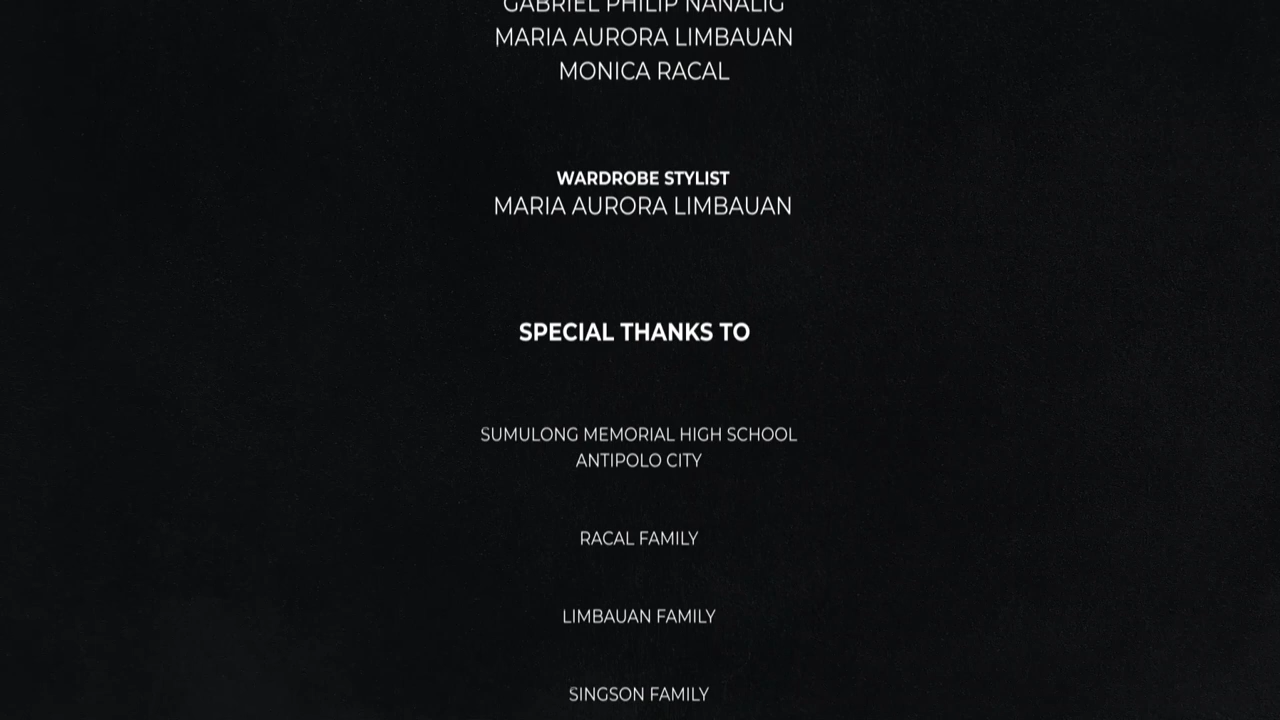 GABRIEL PHILIP NANALIG
MARIA AURORA LIMBAUAN
MONICA RACAL
WARDROBE STYLIST
MARIA AURORA LIMBAUAN
SPECIAL THANKS TO
SUMULONG MEMORIAL HIGH SCHOOL
ANTIPOLO CITY
RACAL FAMILY
LIMBAUAN FAMILY
SINGSON FAMILY